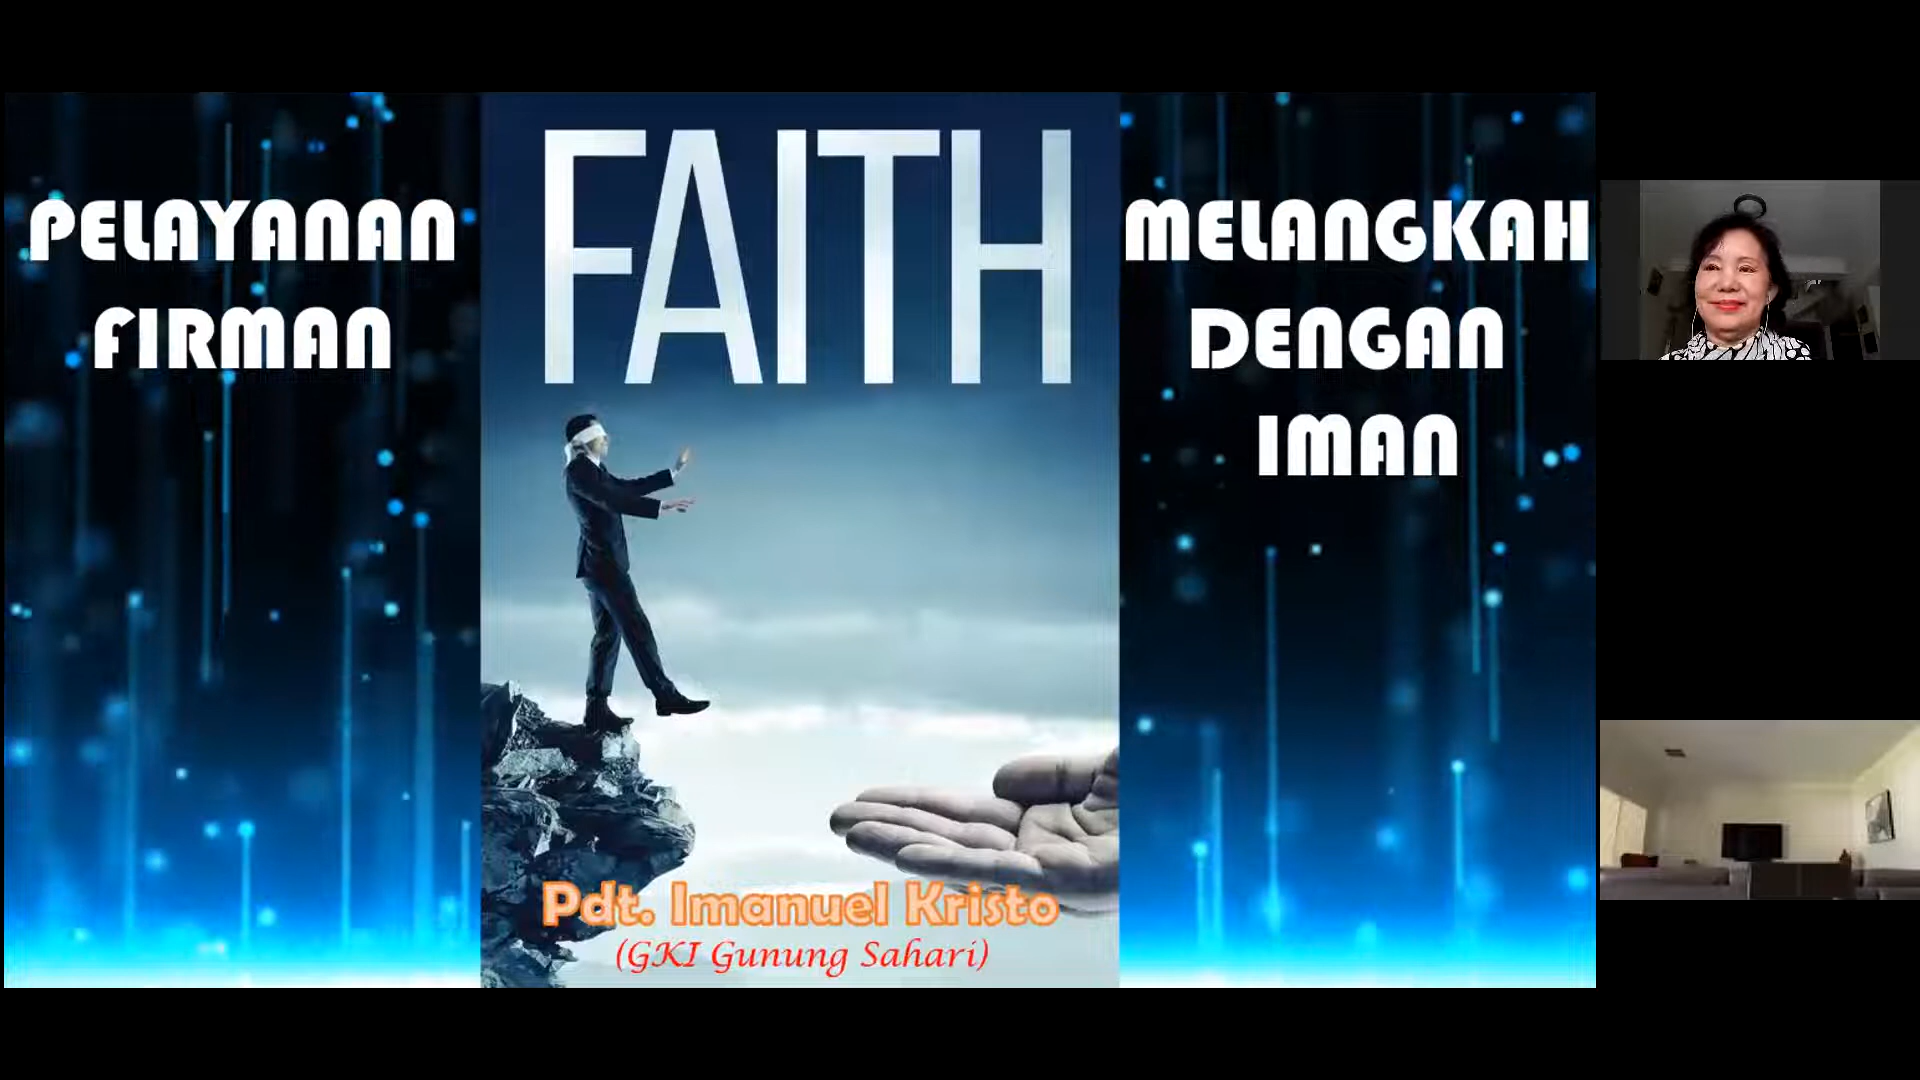 PELAYANAN
FIRMAN
FAITH
Pdt. Imanuel Kristo
(GKI Gunung Sahari)
MELANGKAH
DENGAN
IMAN